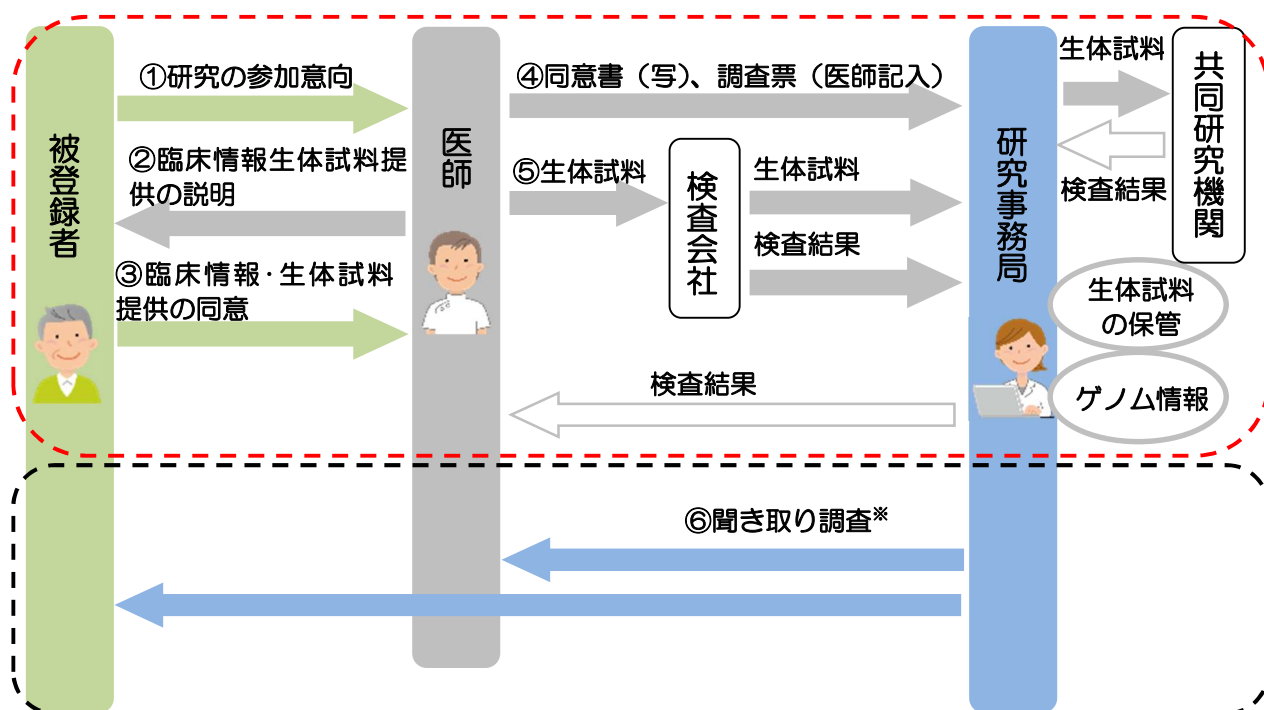 被登録者
①研究の参加意向
②臨床情報生体試料提
供の説明
③臨床情報・生体試料
提供の同意
医師
④同意書（写）、調査票（医師記入）
⑤生体試料
検査会社
生体試料
検査結果
検査結果
研究事務局
生体試料
共同研究機関
検査結果
生体試料
の保管
ゲノム情報
⑥聞き取り調査※